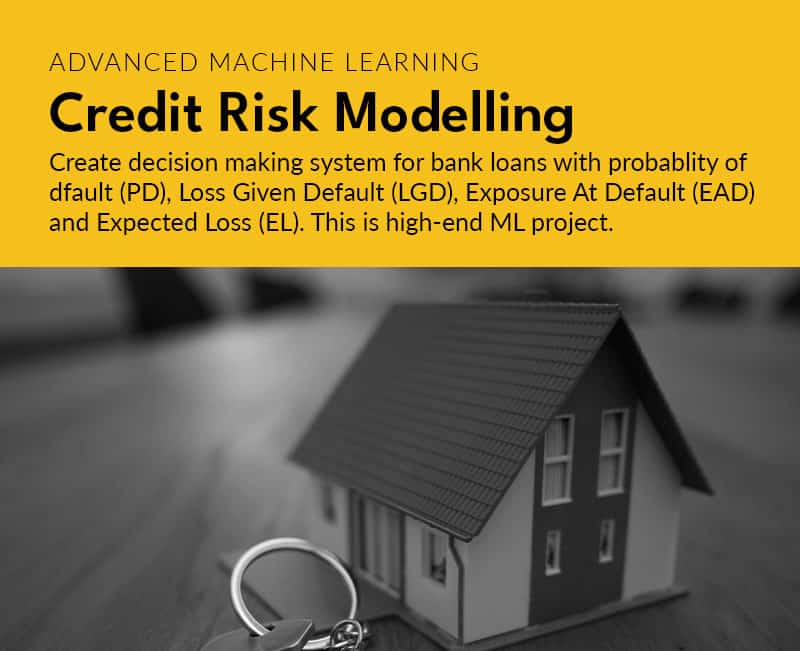 ADVANCED MACHINE LEARNING
Credit Risk Modelling
Create decision making system for bank loans with probablity of
dfault (PD), Loss Given Default (LGD), Exposure At Default (EAD)
and Expected Loss (EL). This is high-end ML project.